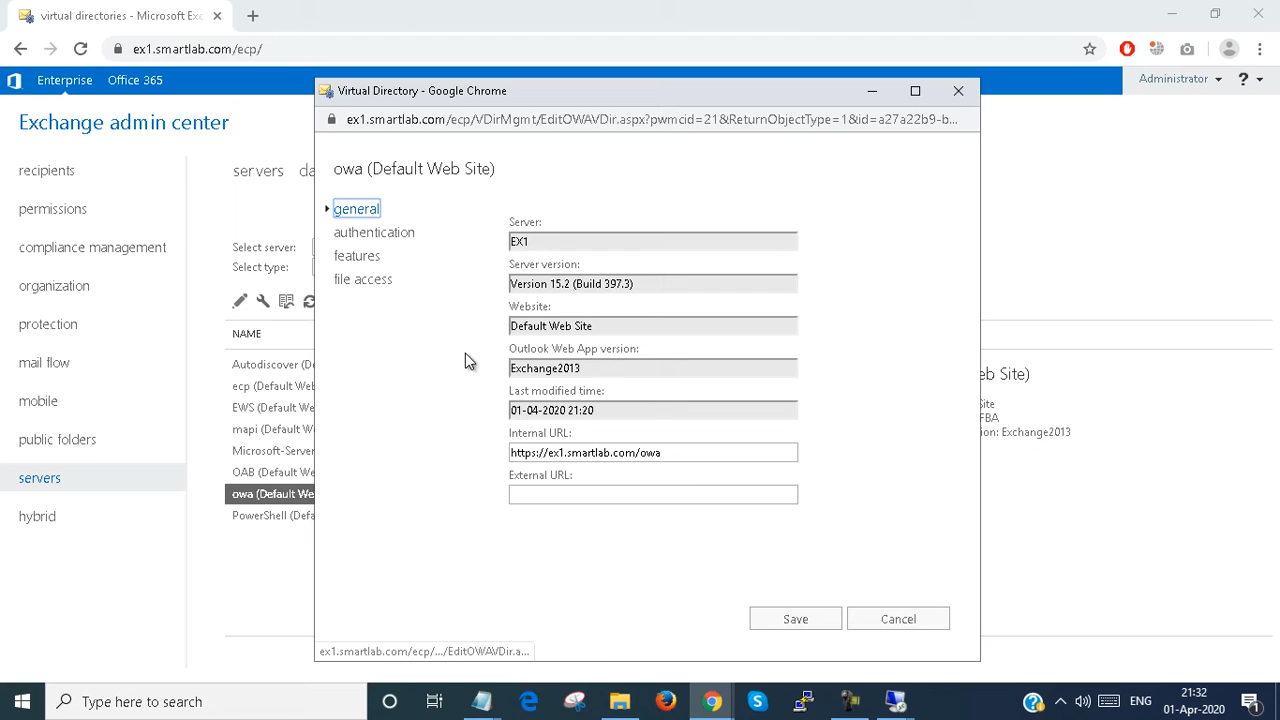 virtual directories - Microsoft Exc
ex1.smartlab.com/ecp/
Enterprise Office 365
Administrator ?
Exchange admin center
recipients
permissions
compliance management
organization
protection
mail flow
mobile
public folders
servers
hybrid
servers da
Select server:
Select type:
NAME
Autodiscover (De
ecp (Default Web
EWS (Default We
mapi (Default We
Microsoft-Server
OAB (Default We
owa (Default We
PowerShell (Defa
Virtual Directory - Google Chrome
ex1.smartlab.com/ecp/VDirMgmt/EditOWAVDir.aspx?pwmcid=21&ReturnObjectType=1&id=a27a22b9-b...
owa (Default Web Site)
general
authentication
features
file access
Server:
EX1
Server version:
Version 15.2 (Build 397.3)
Website:
Default Web Site
Outlook Web App version:
Exchange2013
Last modified time:
01-04-2020 21:20
Internal URL:
https://ex1.smartlab.com/owa
External URL:
Save Cancel
ex1.smartlab.com/ecp/.../EditOWAVDir.a...
eb Site)
Site
FBA
on: Exchange2013
Type here to search
ENG
21:32
01-Apr-2020
1